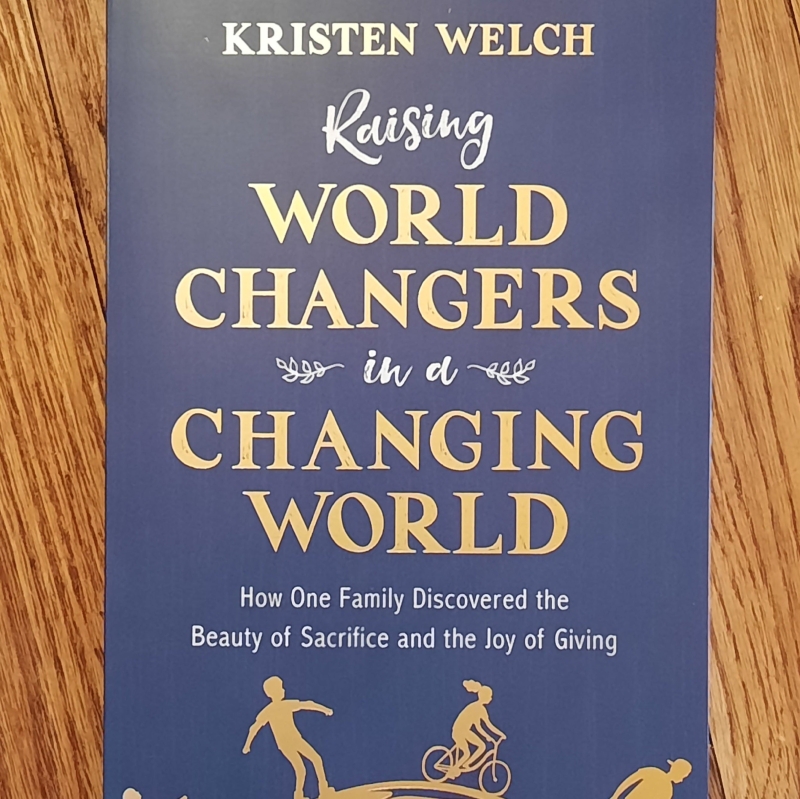 KRISTEN WELCH
Raising
WORLD
CHANGERS
in a
CHANGING
WORLD
How One Family Discovered the
Beauty of Sacrifice and the Joy of Giving